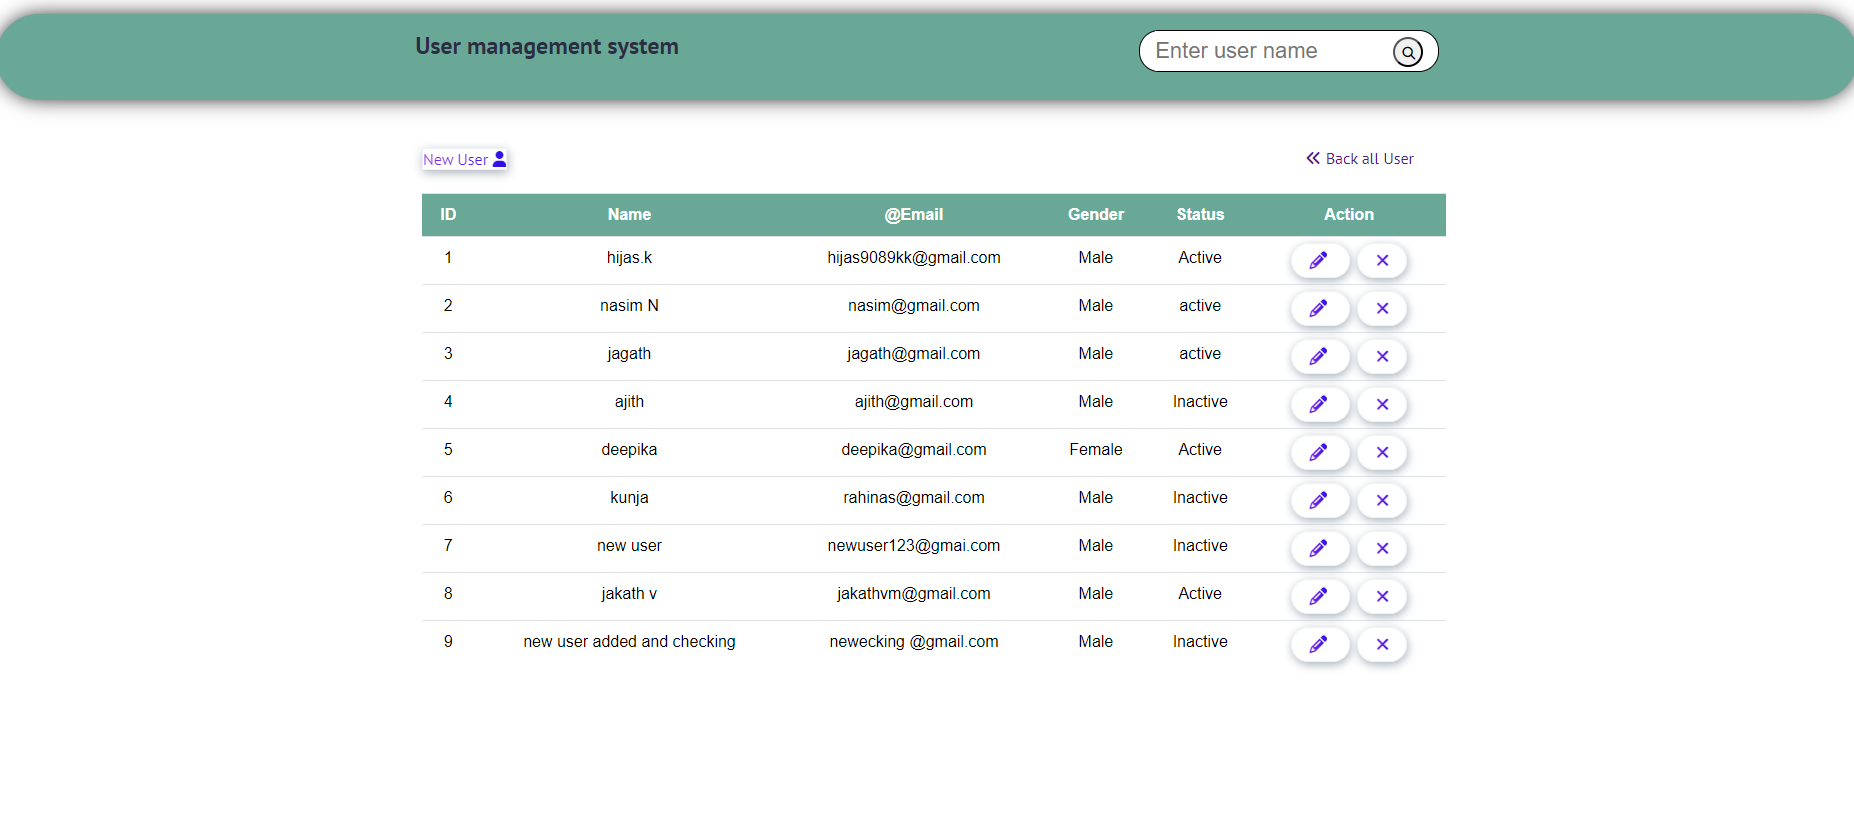 User management system
Enter user name
New User
Back all User
ID Name @Email Gender Status Action
1 hijas.k hijas9089kk@gmail.com Male Active
2 nasim N nasim@gmail.com Male active
3 jagath jagath@gmail.com Male active
4 ajith ajith@gmail.com Male Inactive
5 deepika deepika@gmail.com Female Active
6 kunja rahinas@gmail.com Male Inactive
7 new user newuser123@gmai.com Male Inactive
8 jakath v jakathvm@gmail.com Male Active
9 new user added and checking newecking @gmail.com Male Inactive